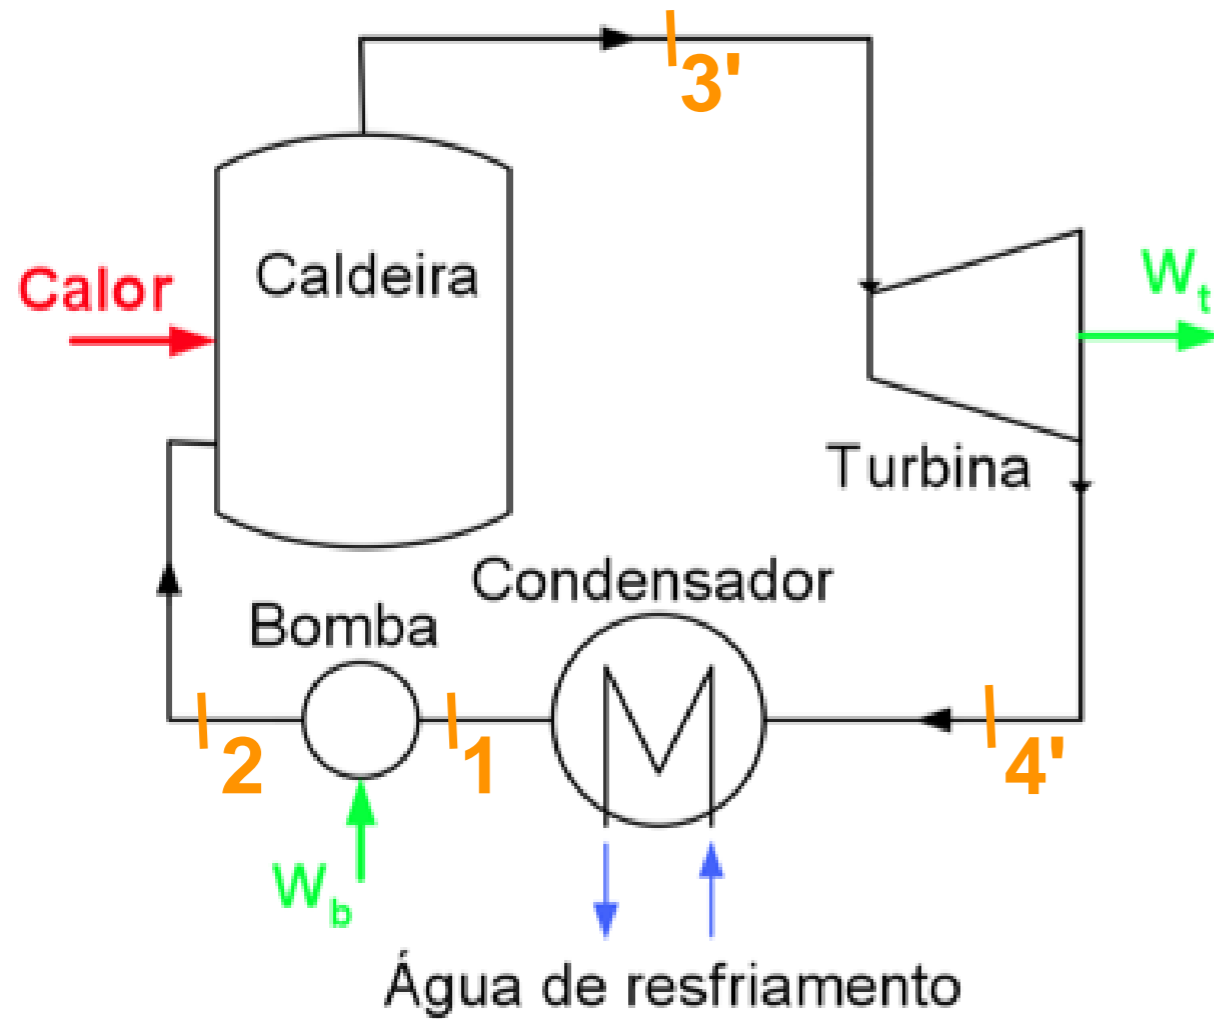 3'
Caldeira
Calor
Wt
Turbina
Condensador
Bomba
2
1
4'
Wb
Água de resfriamento